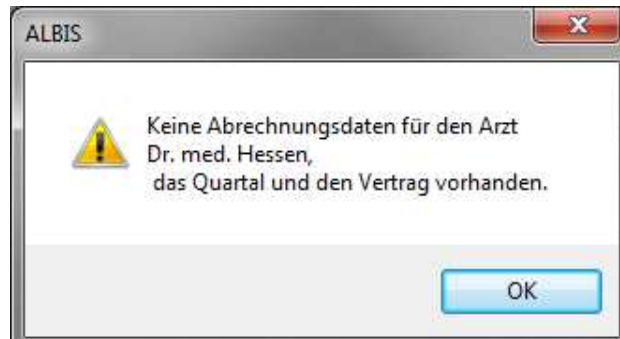 ALBIS
Keine Abrechnungsdaten für den Arzt
Dr. med. Hessen,
das Quartal und den Vertrag vorhanden.
OK